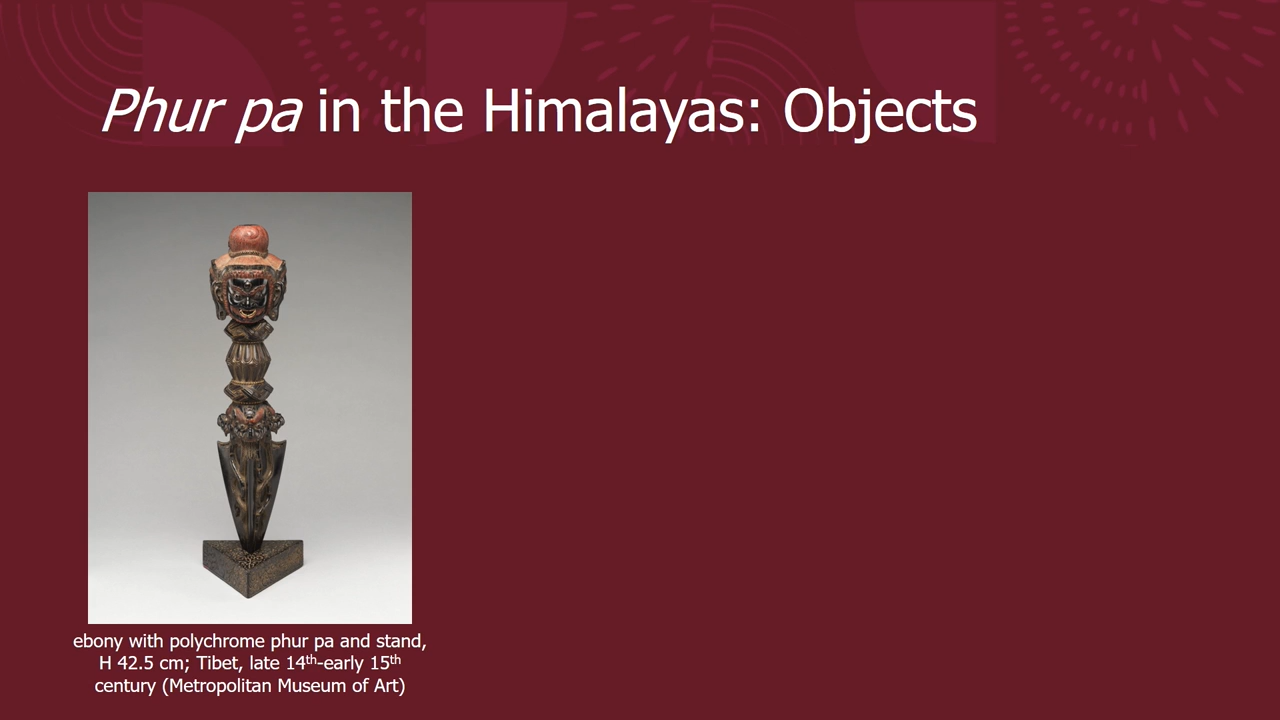 Phur pa in the Himalayas: Objects
ebony with polychrome phur pa and stand,
H 42.5 cm; Tibet, late 14th-early 15th
century (Metropolitan Museum of Art)